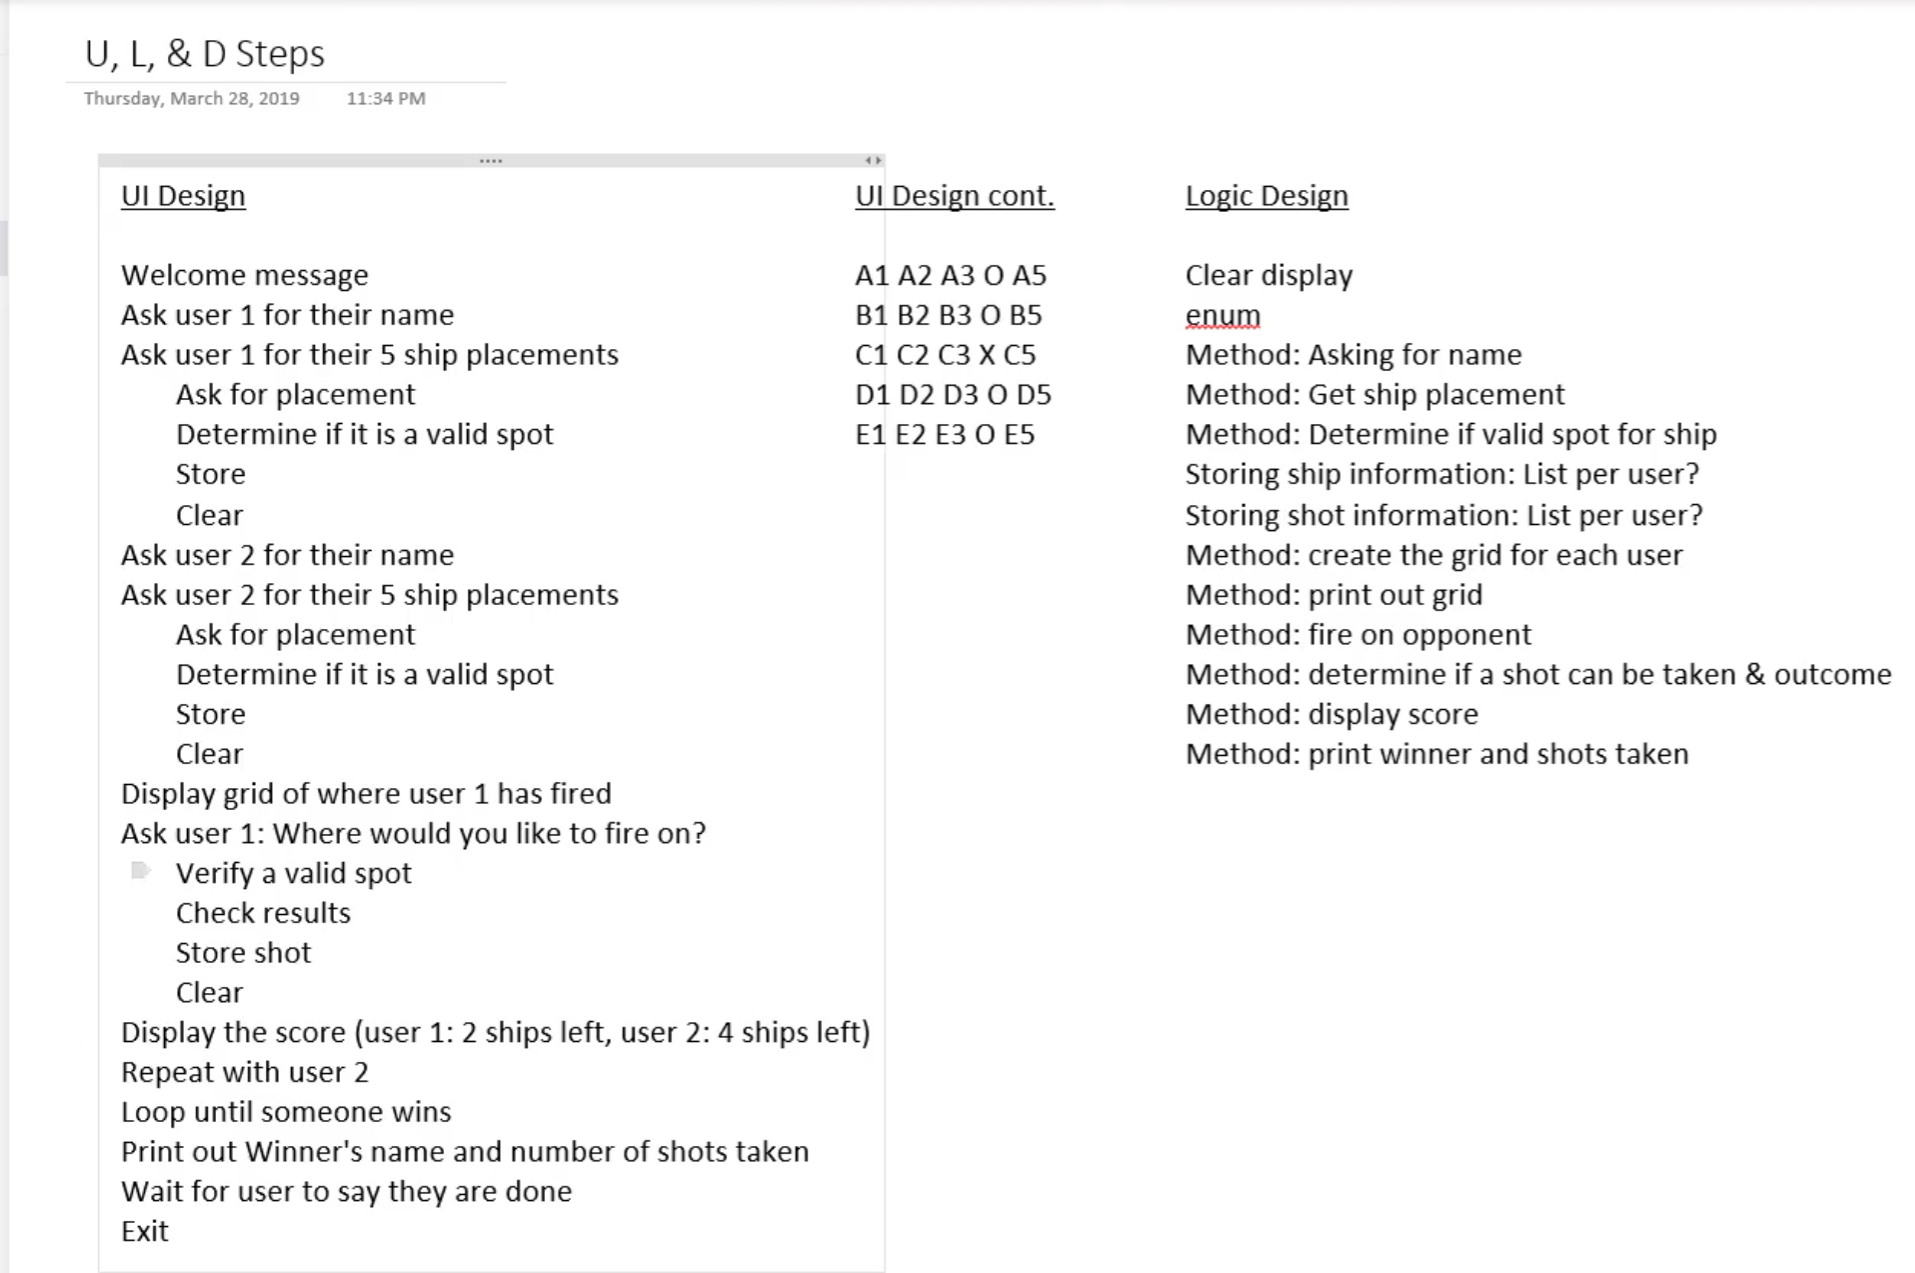 U, L, & D Steps
Thursday, March 28, 2019 11:34 PM
UI Design
Welcome message
Ask user 1 for their name
Ask user 1 for their 5 ship placements
Ask for placement
Determine if it is a valid spot
Store
Clear
Ask user 2 for their name
Ask user 2 for their 5 ship placements
Ask for placement
Determine if it is a valid spot
Store
Clear
Display grid of where user 1 has fired
Ask user 1: Where would you like to fire on?
Verify a valid spot
Check results
Store shot
Clear
Display the score (user 1: 2 ships left, user 2: 4 ships left)
Repeat with user 2
Loop until someone wins
Print out Winner's name and number of shots taken
Wait for user to say they are done
Exit
UI Design cont.
A1 A2 A3 O A5
B1 B2 B3 O B5
C1 C2 C3 X C5
D1 D2 D3 O D5
E1 E2 E3 O E5
Logic Design
Clear display
enum
Method: Asking for name
Method: Get ship placement
Method: Determine if valid spot for ship
Storing ship information: List per user?
Storing shot information: List per user?
Method: create the grid for each user
Method: print out grid
Method: fire on opponent
Method: determine if a shot can be taken & outcome
Method: display score
Method: print winner and shots taken